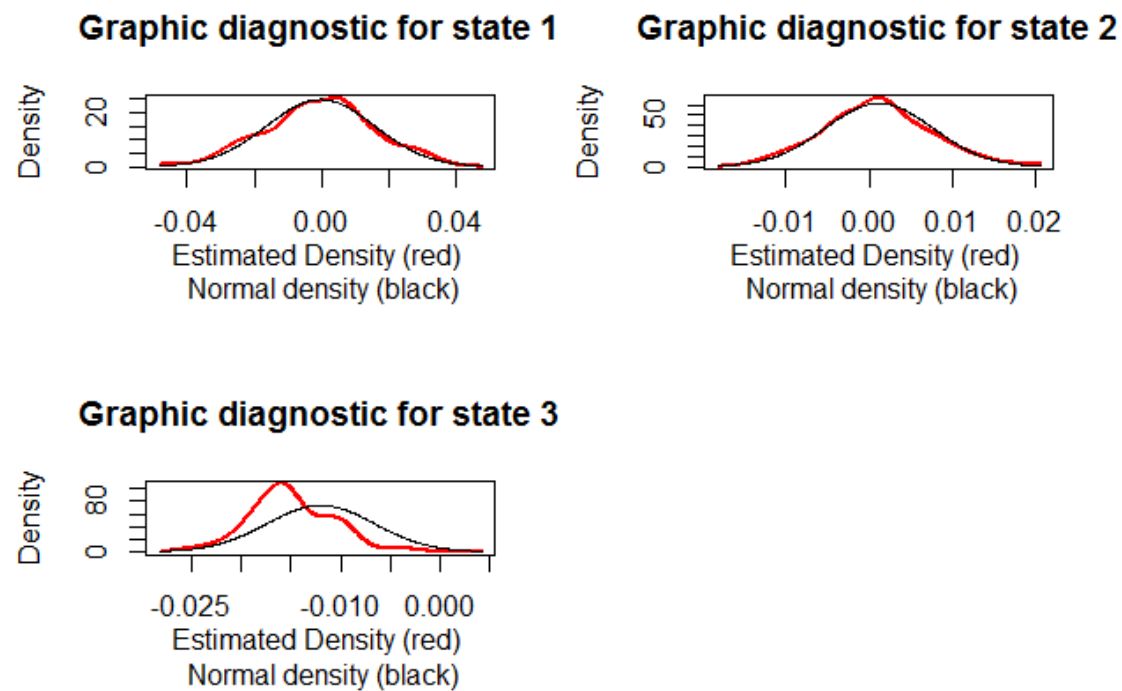 Graphic diagnostic for state 1
Density
20
0
-0.04 0.00 0.04
Estimated Density (red)
Normal density (black)
Graphic diagnostic for state 2
Density
50
0
-0.01 0.00 0.01 0.02
Estimated Density (red)
Normal density (black)
Graphic diagnostic for state 3
Density
80
0
-0.025 -0.010 0.000
Estimated Density (red)
Normal density (black)